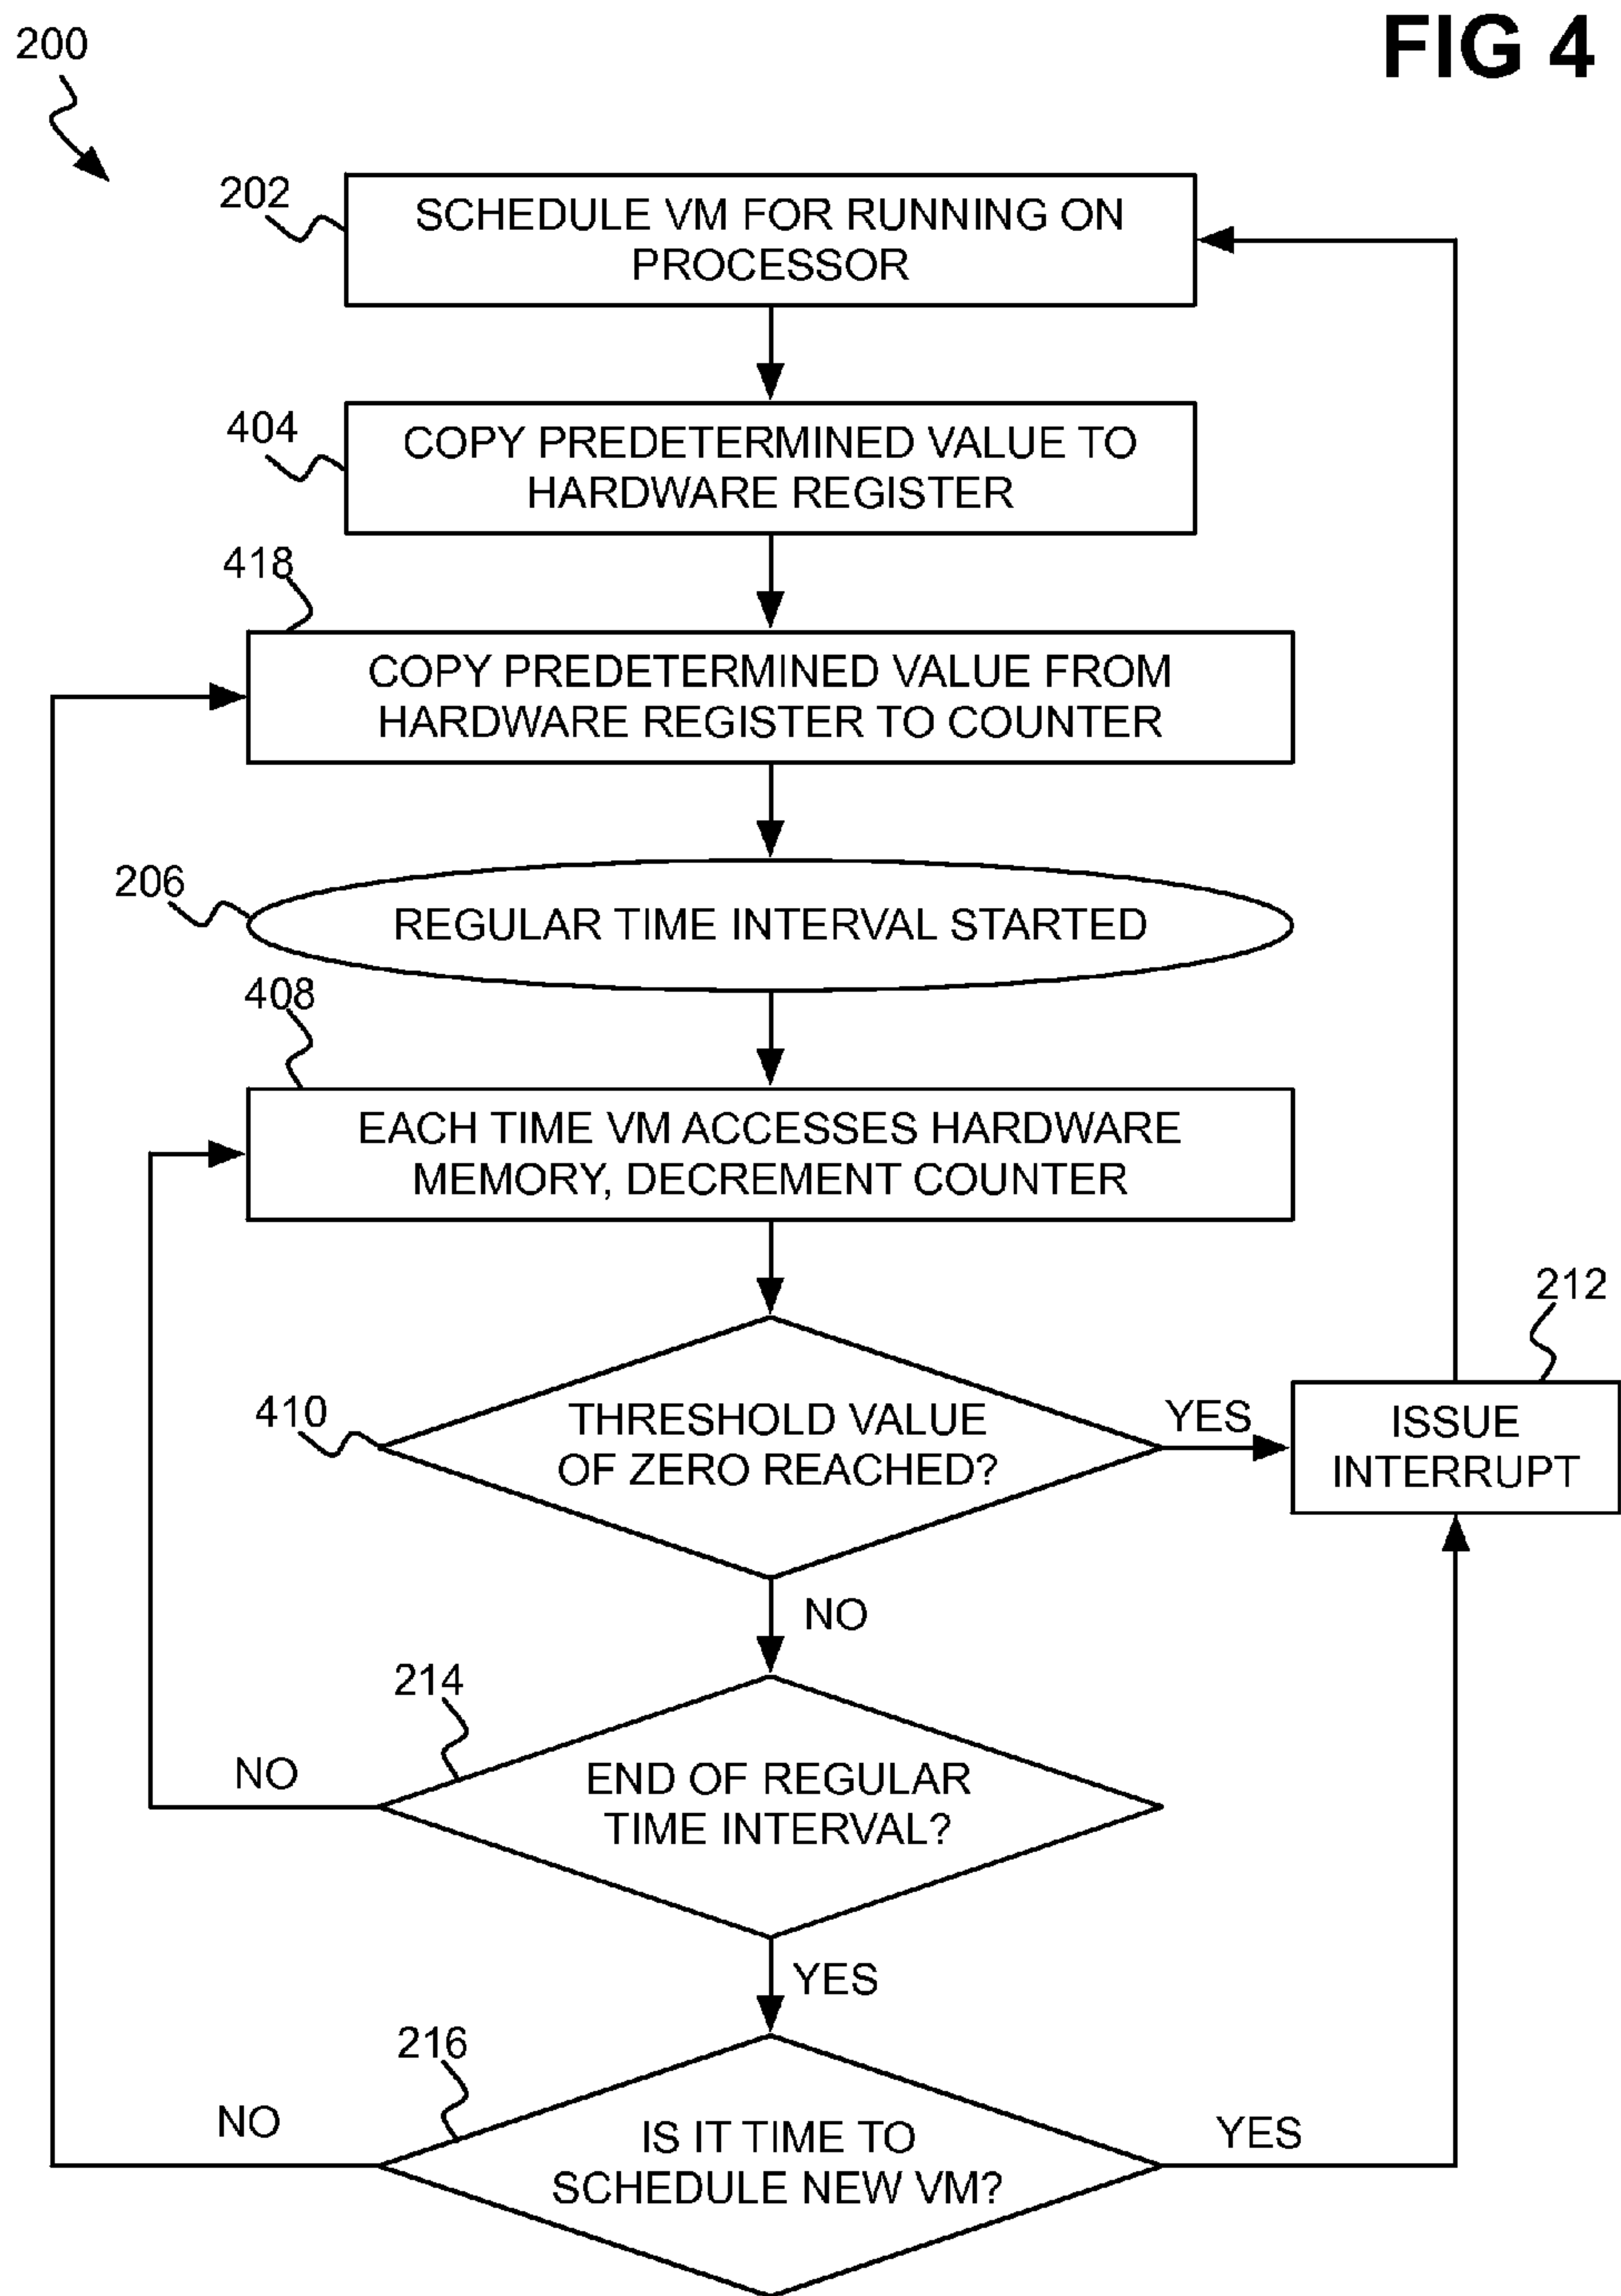 FIG 4
200
202
SCHEDULE VM FOR RUNNING ON
PROCESSOR
404
COPY PREDETERMINED VALUE TO
HARDWARE REGISTER
418
COPY PREDETERMINED VALUE FROM
HARDWARE REGISTER TO COUNTER
206
REGULAR TIME INTERVAL STARTED
408
EACH TIME VM ACCESSES HARDWARE
MEMORY, DECREMENT COUNTER
212
410
THRESHOLD VALUE
OF ZERO REACHED?
YES
ISSUE
INTERRUPT
NO
214
NO
END OF REGULAR
TIME INTERVAL?
YES
216
NO
IS IT TIME TO
SCHEDULE NEW VM?
YES